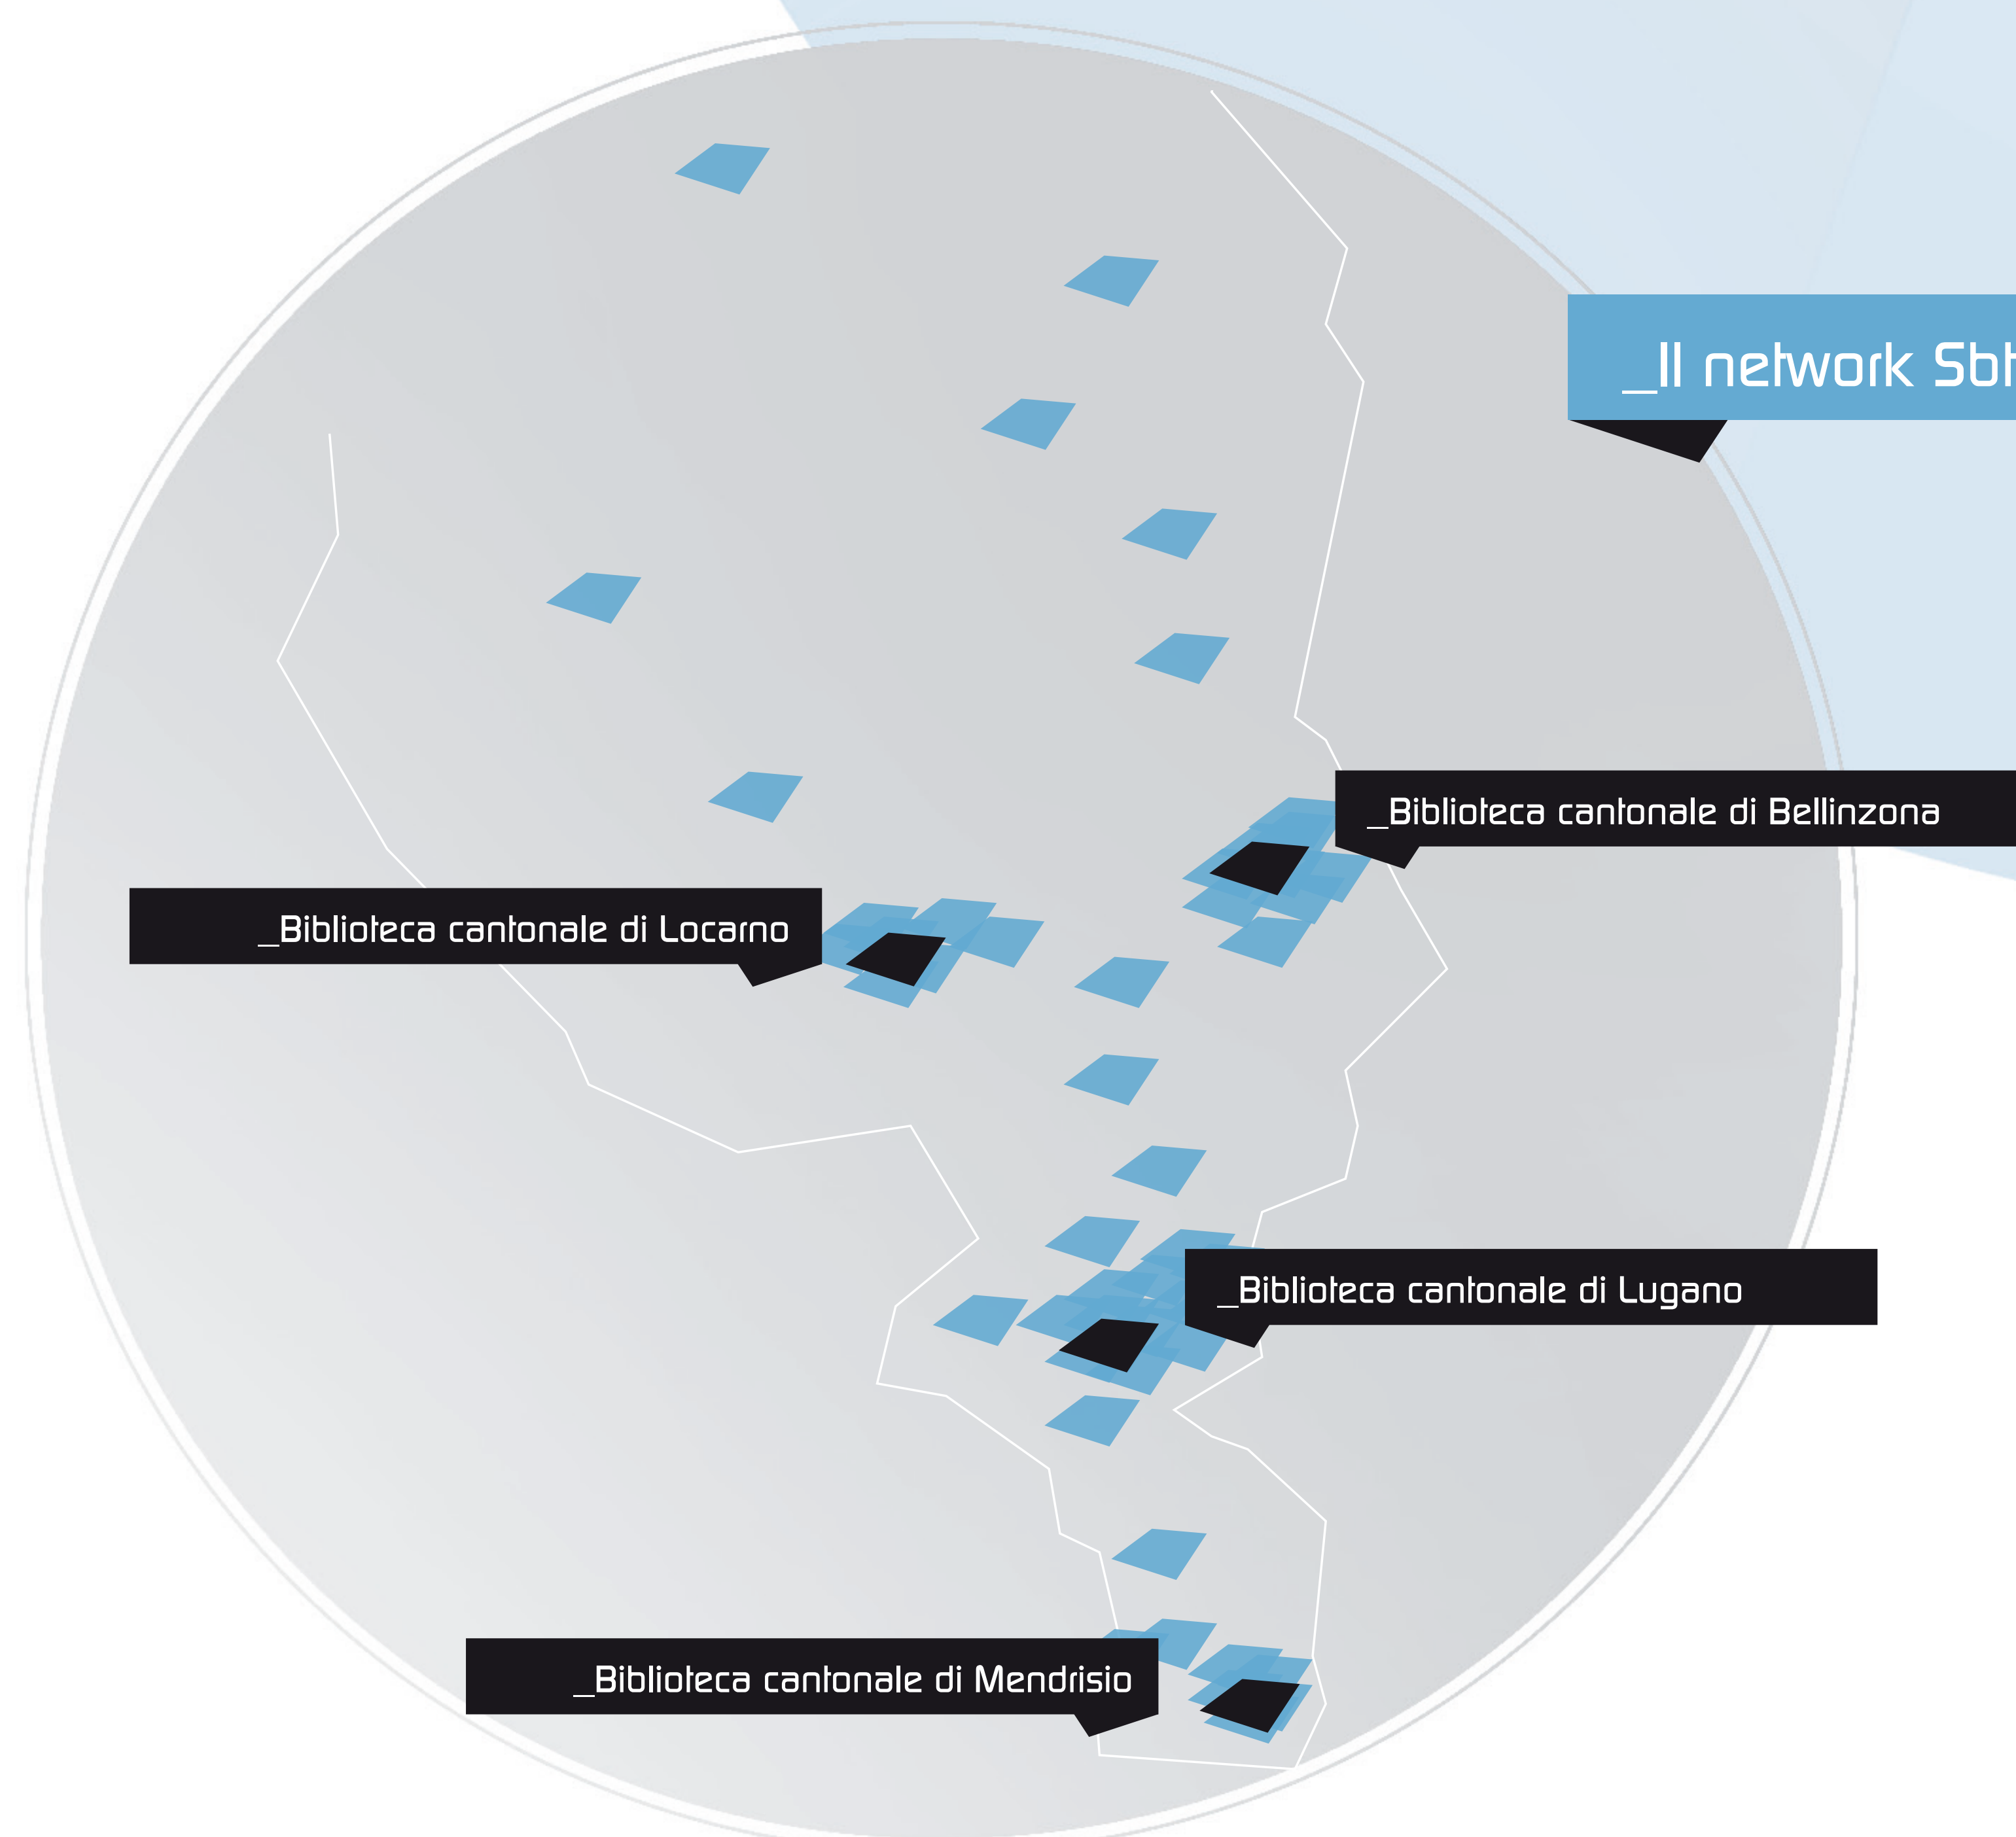 _Il network Sbt
_Biblioteca cantonale di Bellinzona
_Biblioteca cantonale di Locarno
_Biblioteca cantonale di Lugano
_Biblioteca cantonale di Mendrisio